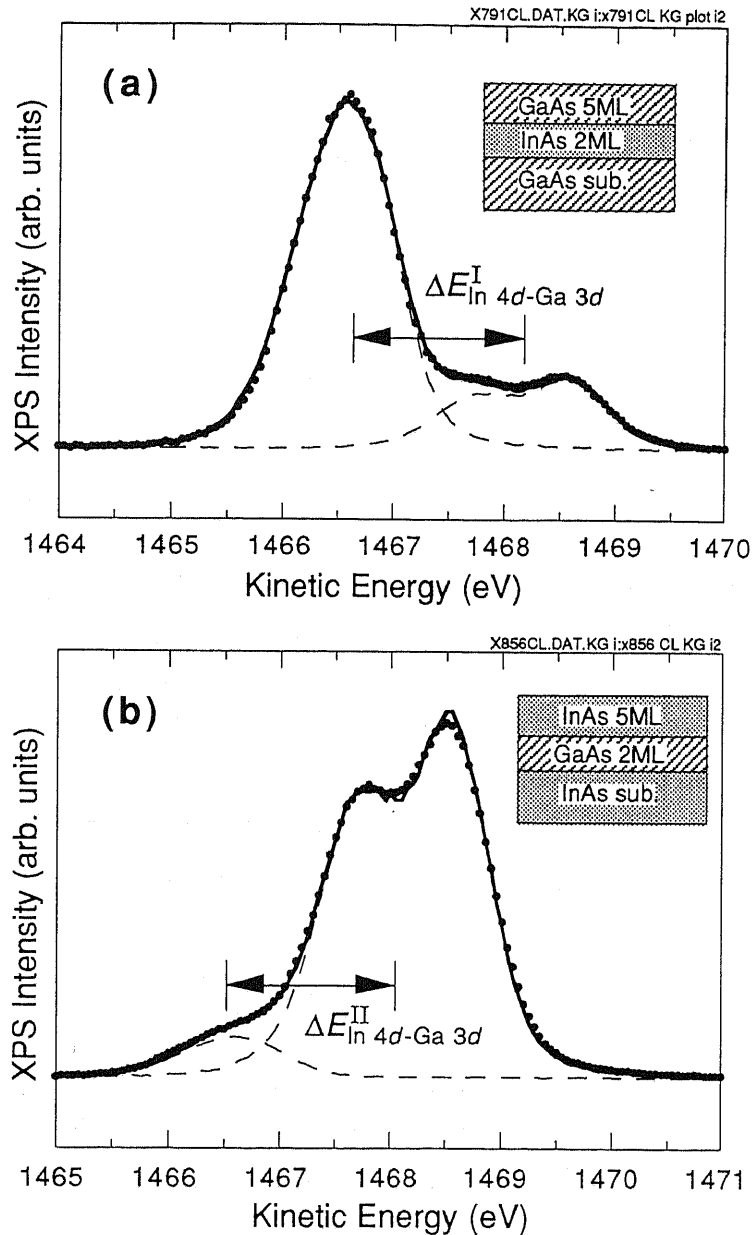 X791CL.DAT.KG i:x791CL KG plot i2
(a)
GaAs 5ML
InAs 2ML
GaAs sub.
ΔE^I_In 4d-Ga 3d
XPS Intensity (arb. units)
1464 1465 1466 1467 1468 1469 1470
Kinetic Energy (eV)
X856CL.DAT.KG i:x856 CL KG i2
(b)
InAs 5ML
GaAs 2ML
InAs sub.
ΔE^II_In 4d-Ga 3d
XPS Intensity (arb. units)
1465 1466 1467 1468 1469 1470 1471
Kinetic Energy (eV)